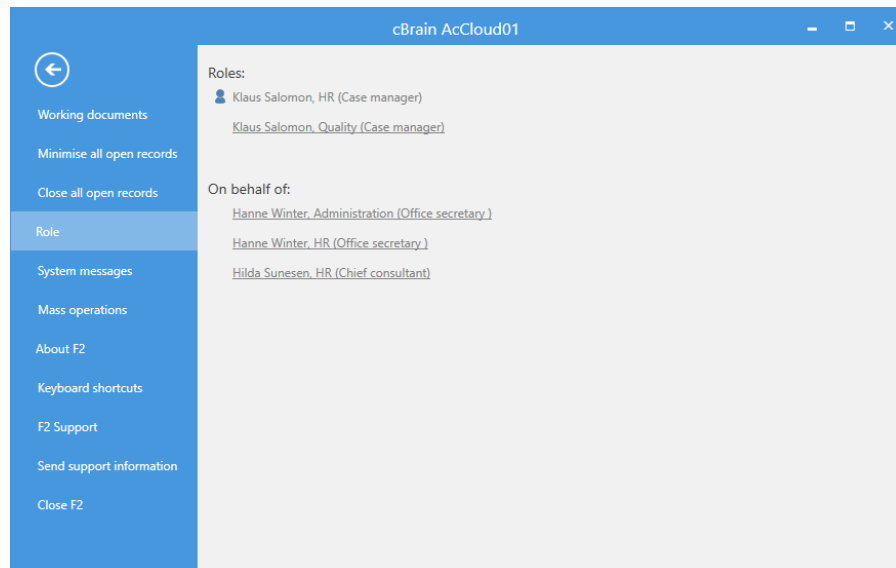 cBrain AcCloud01
Working documents
Minimise all open records
Close all open records
Role
System messages
Mass operations
About F2
Keyboard shortcuts
F2 Support
Send support information
Close F2
Roles:
Klaus Salomon, HR (Case manager)
Klaus Salomon, Quality (Case manager)
On behalf of:
Hanne Winter, Administration (Office secretary )
Hanne Winter, HR (Office secretary )
Hilda Sunesen, HR (Chief consultant)